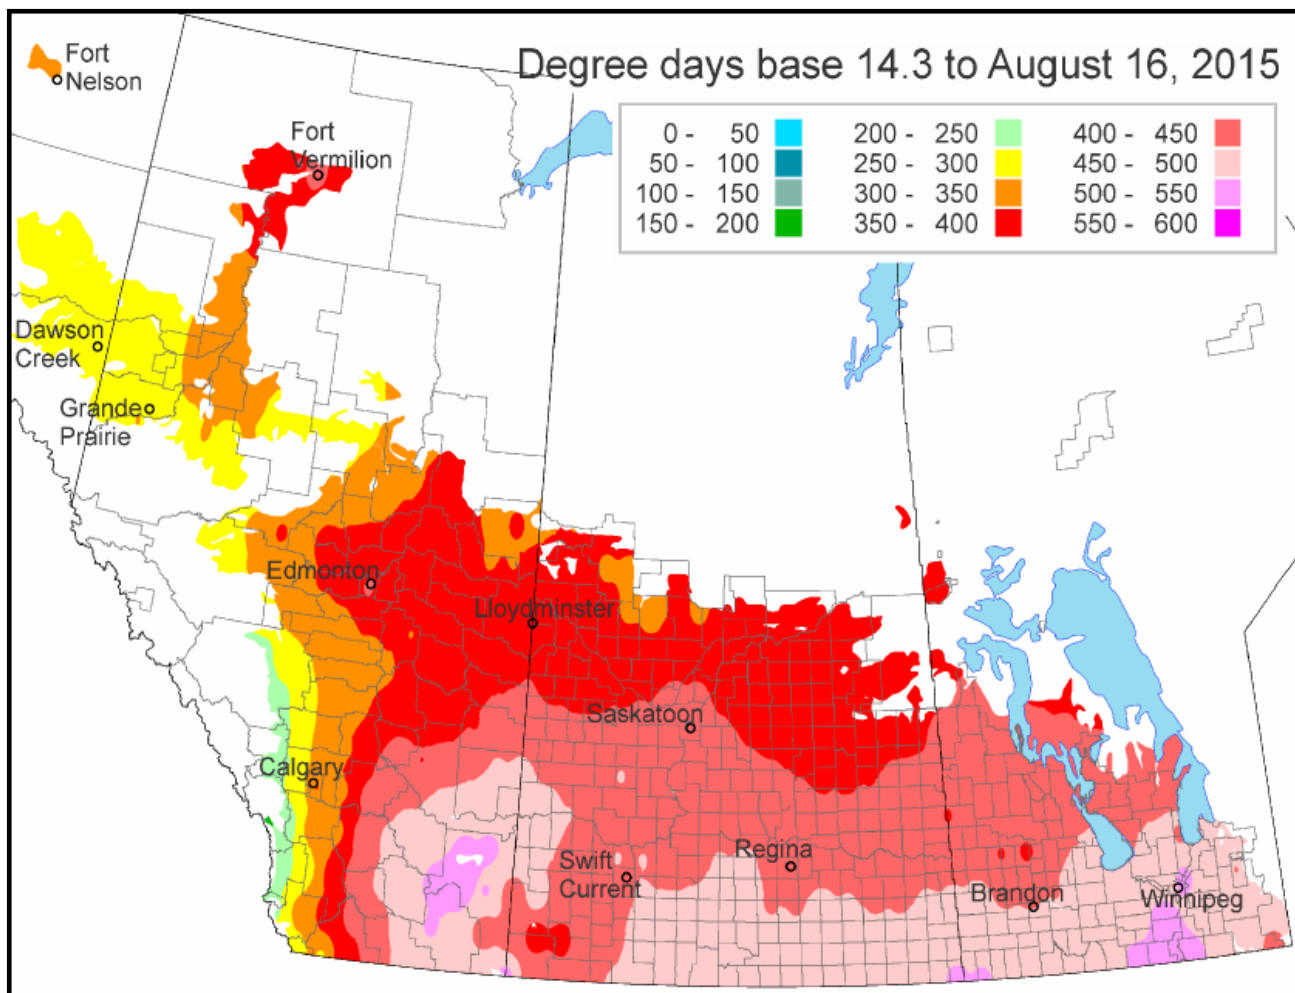 Degree days base 14.3 to August 16, 2015
0 - 50 200 - 250 400 - 450
50 - 100 250 - 300 450 - 500
100 - 150 300 - 350 500 - 550
150 - 200 350 - 400 550 - 600
Fort
Nelson
Fort
Vermilion
Dawson
Creek
Grande
Prairie
Edmonton
Lloydminster
Saskatoon
Calgary
Swift
Current
Regina
Brandon
Winnipeg